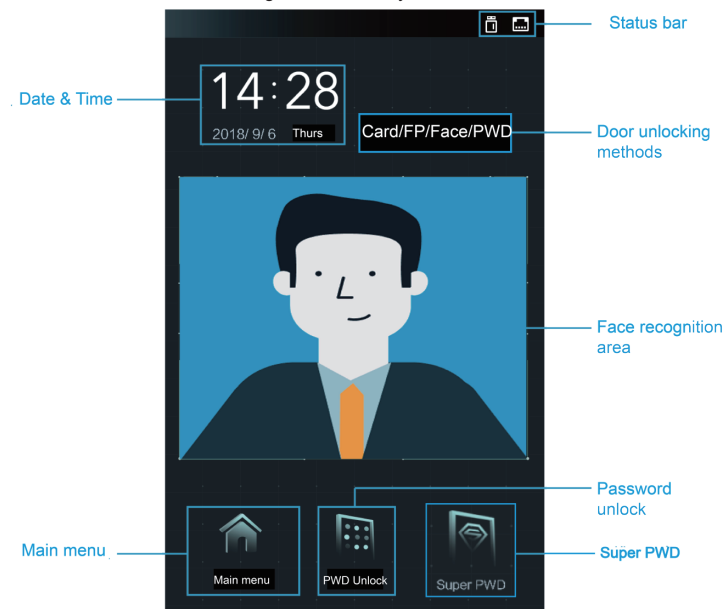 Status bar
Date & Time
14:28
2018/ 9/ 6 Thurs
Card/FP/Face/PWD
Door unlocking
methods
Face recognition
area
Password
unlock
Main menu
Main menu
PWD Unlock
Super PWD
Super PWD